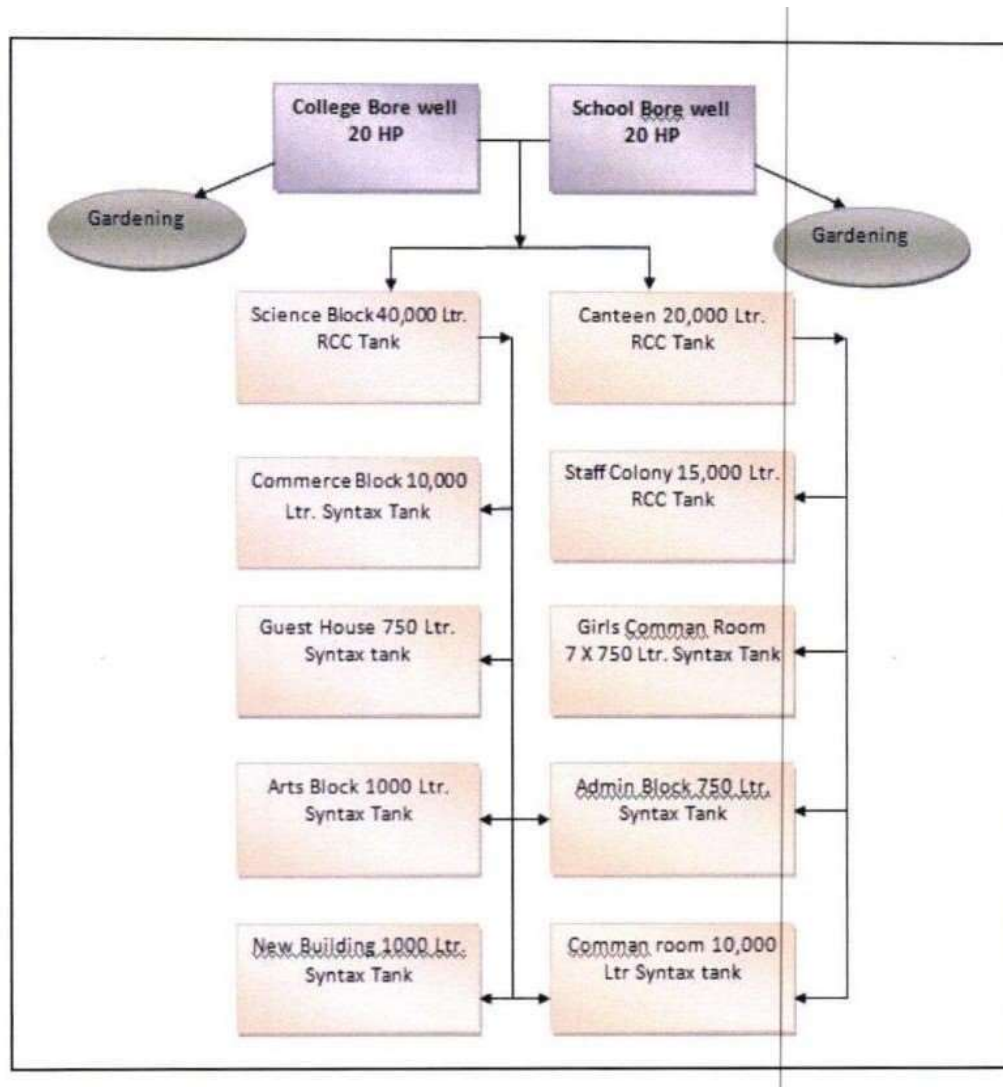 College Bore well
20 HP
School Bore well
20 HP
Gardening
Gardening
Science Block 40,000 Ltr.
RCC Tank
Canteen 20,000 Ltr.
RCC Tank
Commerce Block 10,000
Ltr. Syntax Tank
Staff Colony 15,000 Ltr.
RCC Tank
Guest House 750 Ltr.
Syntax tank
Girls Comman Room
7 X 750 Ltr. Syntax Tank
Arts Block 1000 Ltr.
Syntax Tank
Admin Block 750 Ltr.
Syntax Tank
New Building 1000 Ltr.
Syntax Tank
Comman room 10,000
Ltr Syntax tank